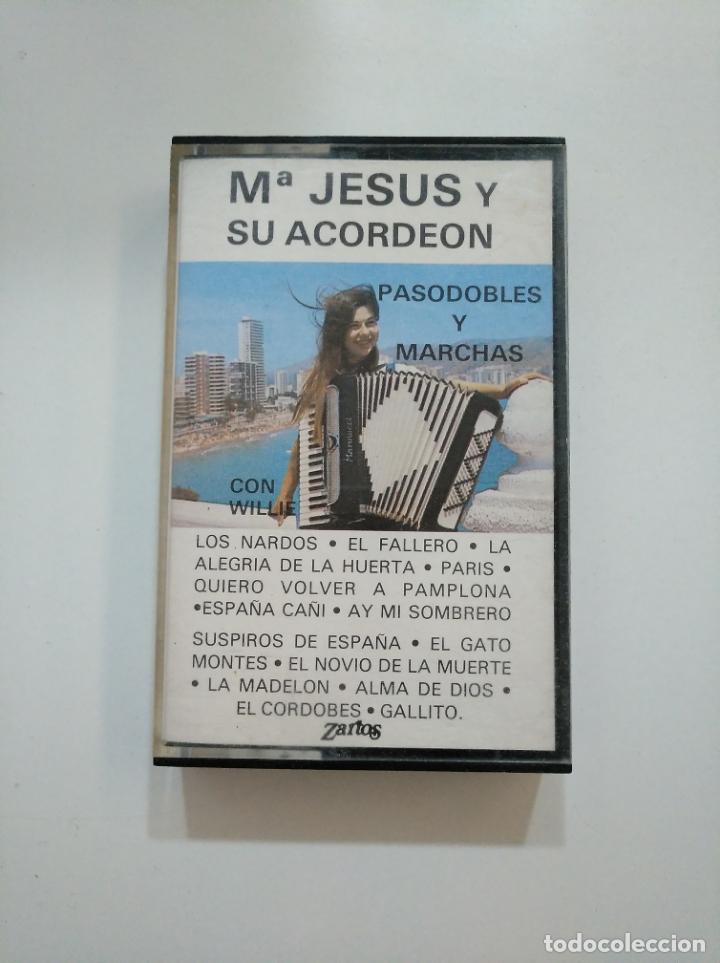 Mª JESUS Y
SU ACORDEON
PASODOBLES
Y
MARCHAS
Marinucci
CON
WILLIE
LOS NARDOS • EL FALLERO • LA
ALEGRIA DE LA HUERTA • PARIS •
QUIERO VOLVER A PAMPLONA
•ESPAÑA CAÑI • AY MI SOMBRERO
SUSPIROS DE ESPAÑA • EL GATO
MONTES • EL NOVIO DE LA MUERTE
• LA MADELON • ALMA DE DIOS •
EL CORDOBES • GALLITO.
Zartos
todocoleccion